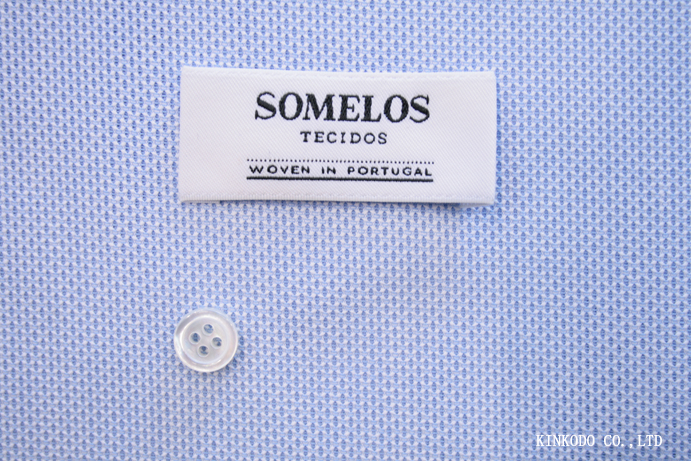 SOMELOS
TECIDOS
WOVEN IN PORTUGAL
KINKODO CO.,LTD